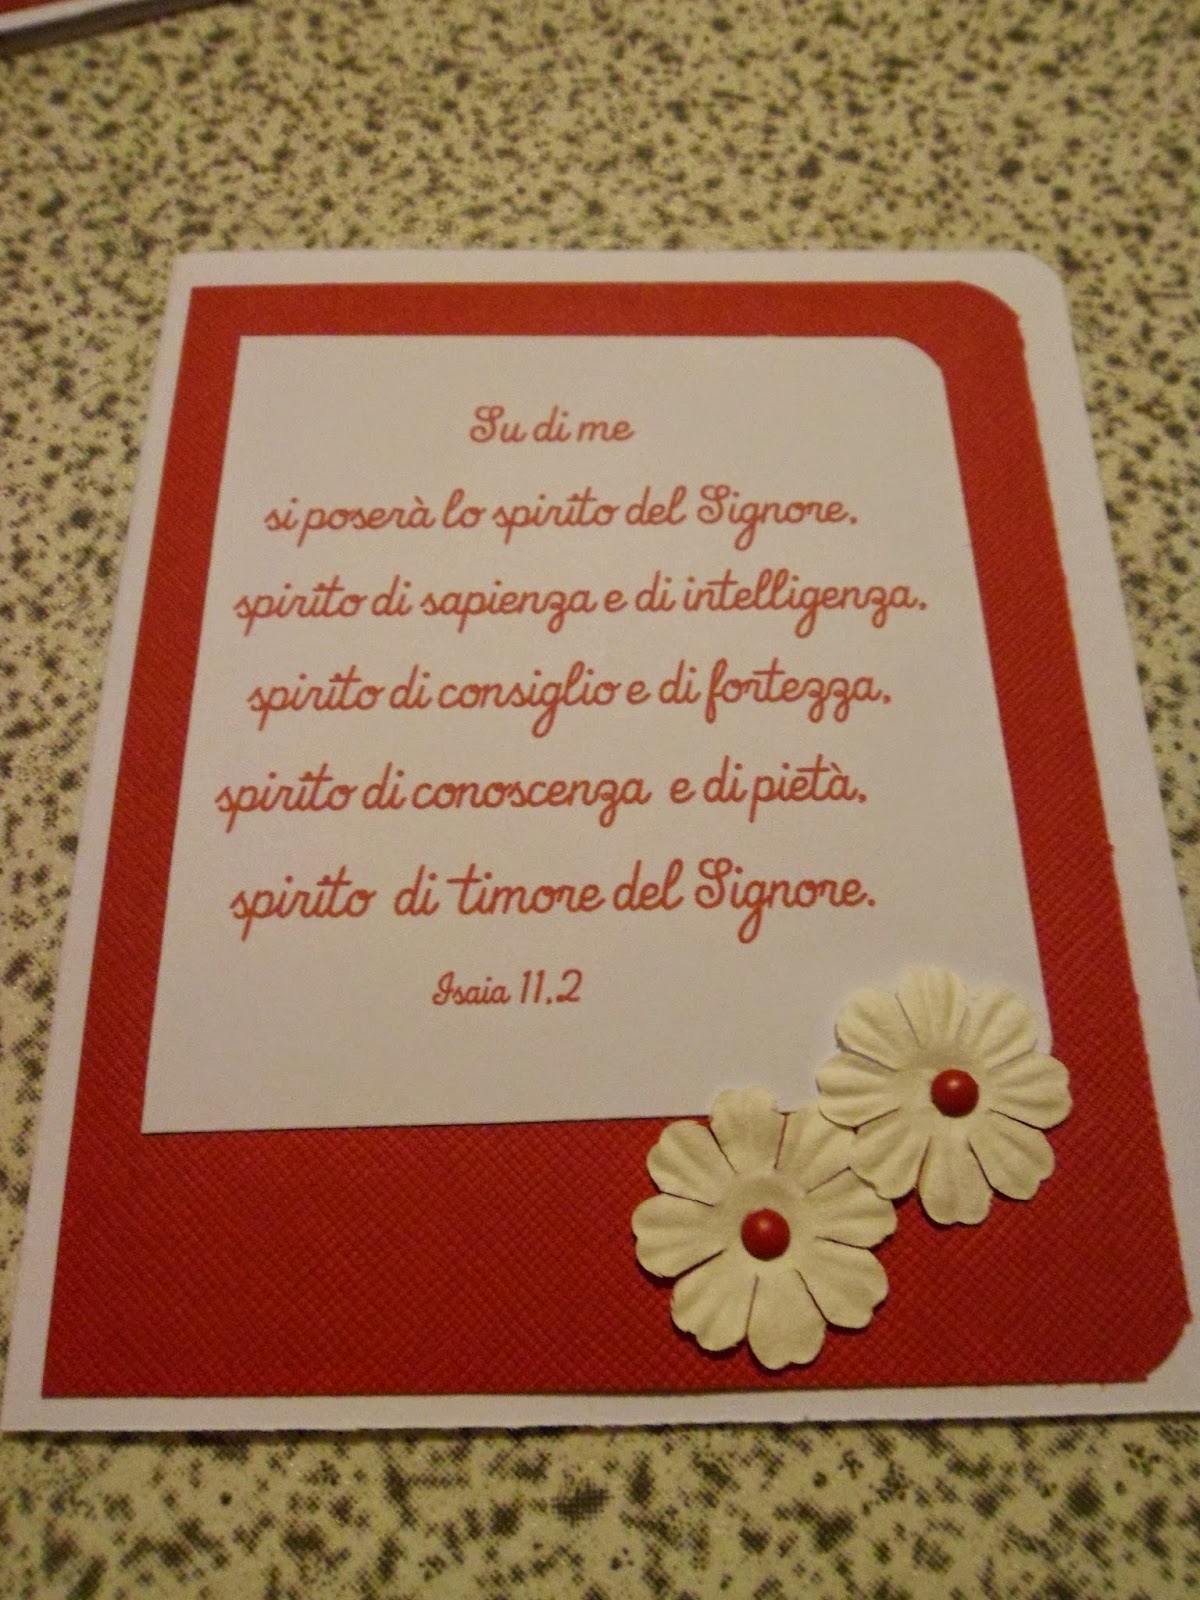 Su di me
si poserà lo spirito del Signore,
spirito di sapienza e di intelligenza,
spirito di consiglio e di fortezza,
spirito di conoscenza e di pietà,
spirito di timore del Signore.
Isaia 11,2